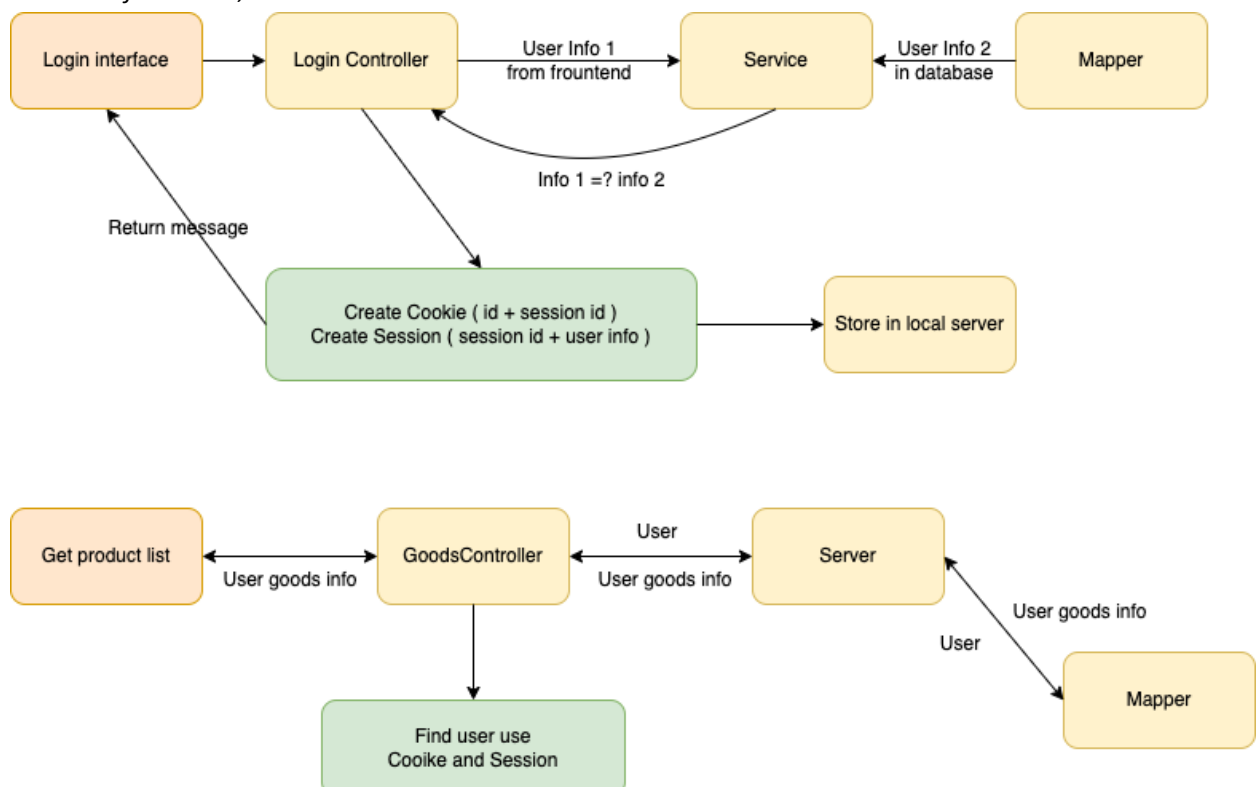 Login interface
Login Controller
User Info 1
from frountend
Service
User Info 2
in database
Mapper
Info 1 =? info 2
Return message
Create Cookie ( id + session id )
Create Session ( session id + user info )
Store in local server
Get product list
User goods info
GoodsController
User
User goods info
Server
User goods info
User
Mapper
Find user use
Cooike and Session